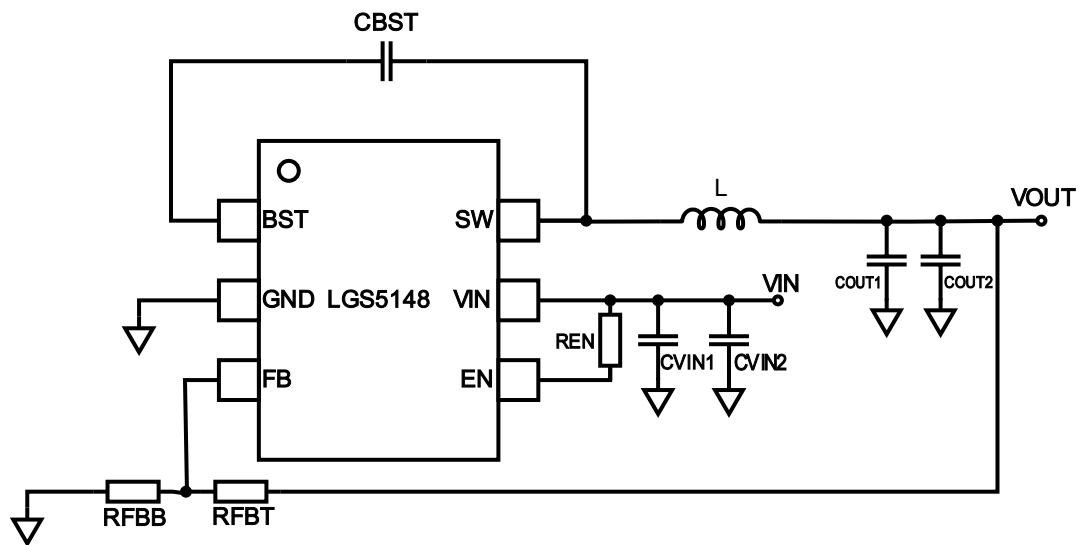 CBST
BST
SW
L
VOUT
COUT1
COUT2
GND LGS5148 VIN
VIN
REN
CVIN1
CVIN2
FB
EN
RFBB
RFBT